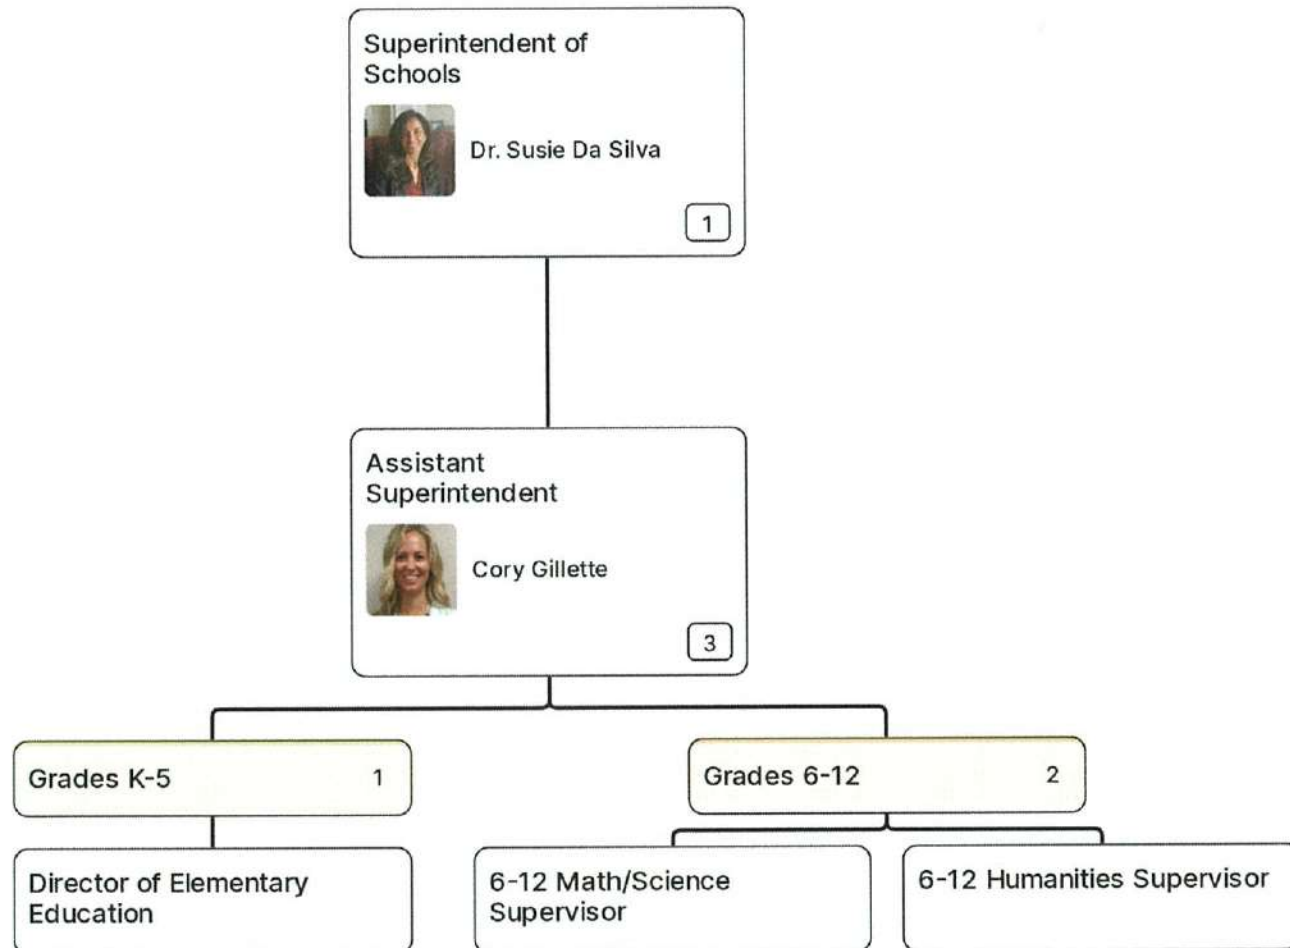 Superintendent of
Schools
Dr. Susie Da Silva
1
Assistant
Superintendent
Cory Gillette
3
Grades K-5 1
Grades 6-12 2
Director of Elementary
Education
6-12 Math/Science
Supervisor
6-12 Humanities Supervisor